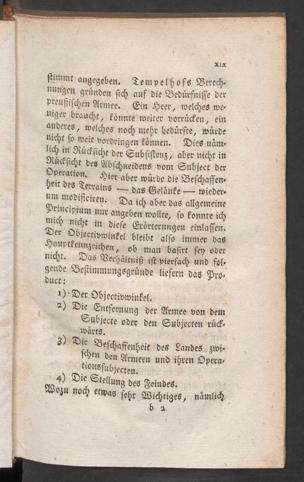 XIX
stimmt angegeben. Tempelhofs Berech-
nungen gründen sich auf die Bedürfnisse der
preußischen Armee. Ein Heer, welches we-
niger braucht, könnte weiter vorrücken, ein
anderes, welches noch mehr bedürfte, würde
nicht so weit vordringen können. Dies näm-
lich in Rücksicht der Subsistenz, aber nicht in
Rücksicht des Abschneidens vom Subject der
Operation. Hier aber würde die Beschaffen-
heit des Terrains — das Gelänke — wieder-
um modificiren. Da ich aber das allgemeine
Principium nur angeben wollte, so konnte ich
mich nicht in diese Erörterungen einlassen.
Der Objectivwinkel bleibt also immer das
Hauptkennzeichen, ob man basirt sey oder
nicht. Das Verhältniß ist vierfach und fol-
gende Bestimmungsgründe liefern das Pro-
duct:
1) Der Objectivwinkel.
2) Die Entfernung der Armee von dem
Subjecte oder den Subjecten rück-
wärts.
3) Die Beschaffenheit des Landes zwi-
schen den Armeen und ihren Opera-
tionssubjecten.
4) Die Stellung des Feindes.
Wozu noch etwas sehr Wichtiges, nämlich
b 2